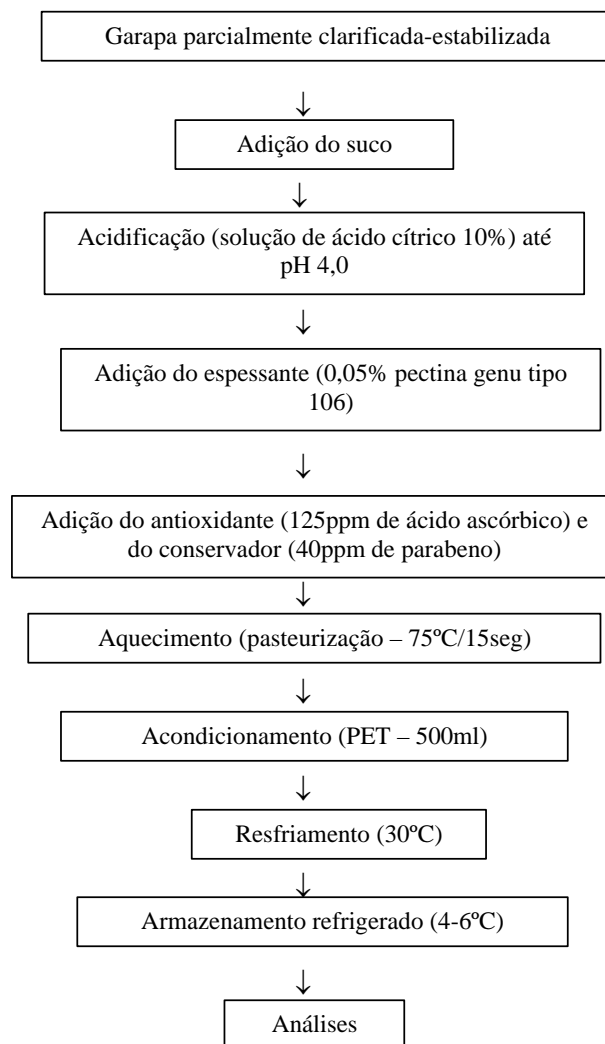 Garapa parcialmente clarificada-estabilizada
↓
Adição do suco
↓
Acidificação (solução de ácido cítrico 10%) até
pH 4,0
↓
Adição do espessante (0,05% pectina genu tipo
106)
↓
Adição do antioxidante (125ppm de ácido ascórbico) e
do conservador (40ppm de parabeno)
↓
Aquecimento (pasteurização – 75ºC/15seg)
↓
Acondicionamento (PET – 500ml)
↓
Resfriamento (30ºC)
↓
Armazenamento refrigerado (4-6ºC)
↓
Análises